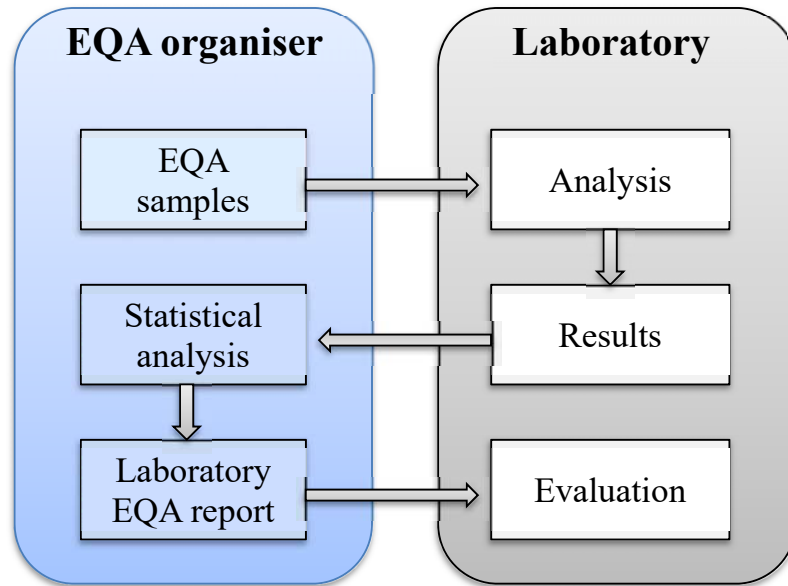 EQA organiser
Laboratory
EQA
samples
Analysis
Statistical
analysis
Results
Laboratory
EQA report
Evaluation